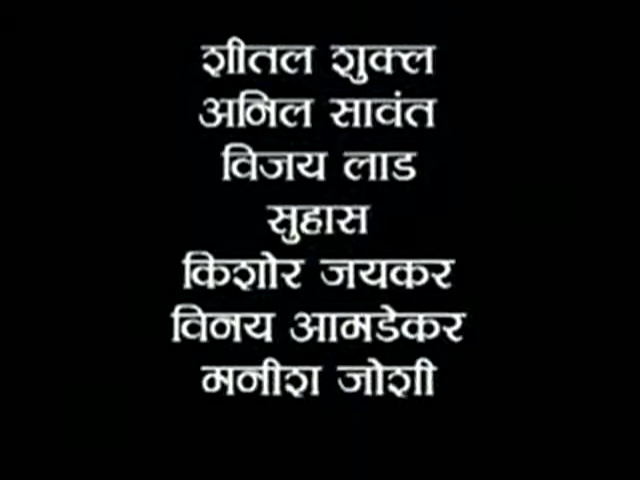 शीतल शुक्ल
अनिल सावंत
विजय लाड
सुहास
किशोर जयकर
विनय आमडेकर
मनीश जोशी